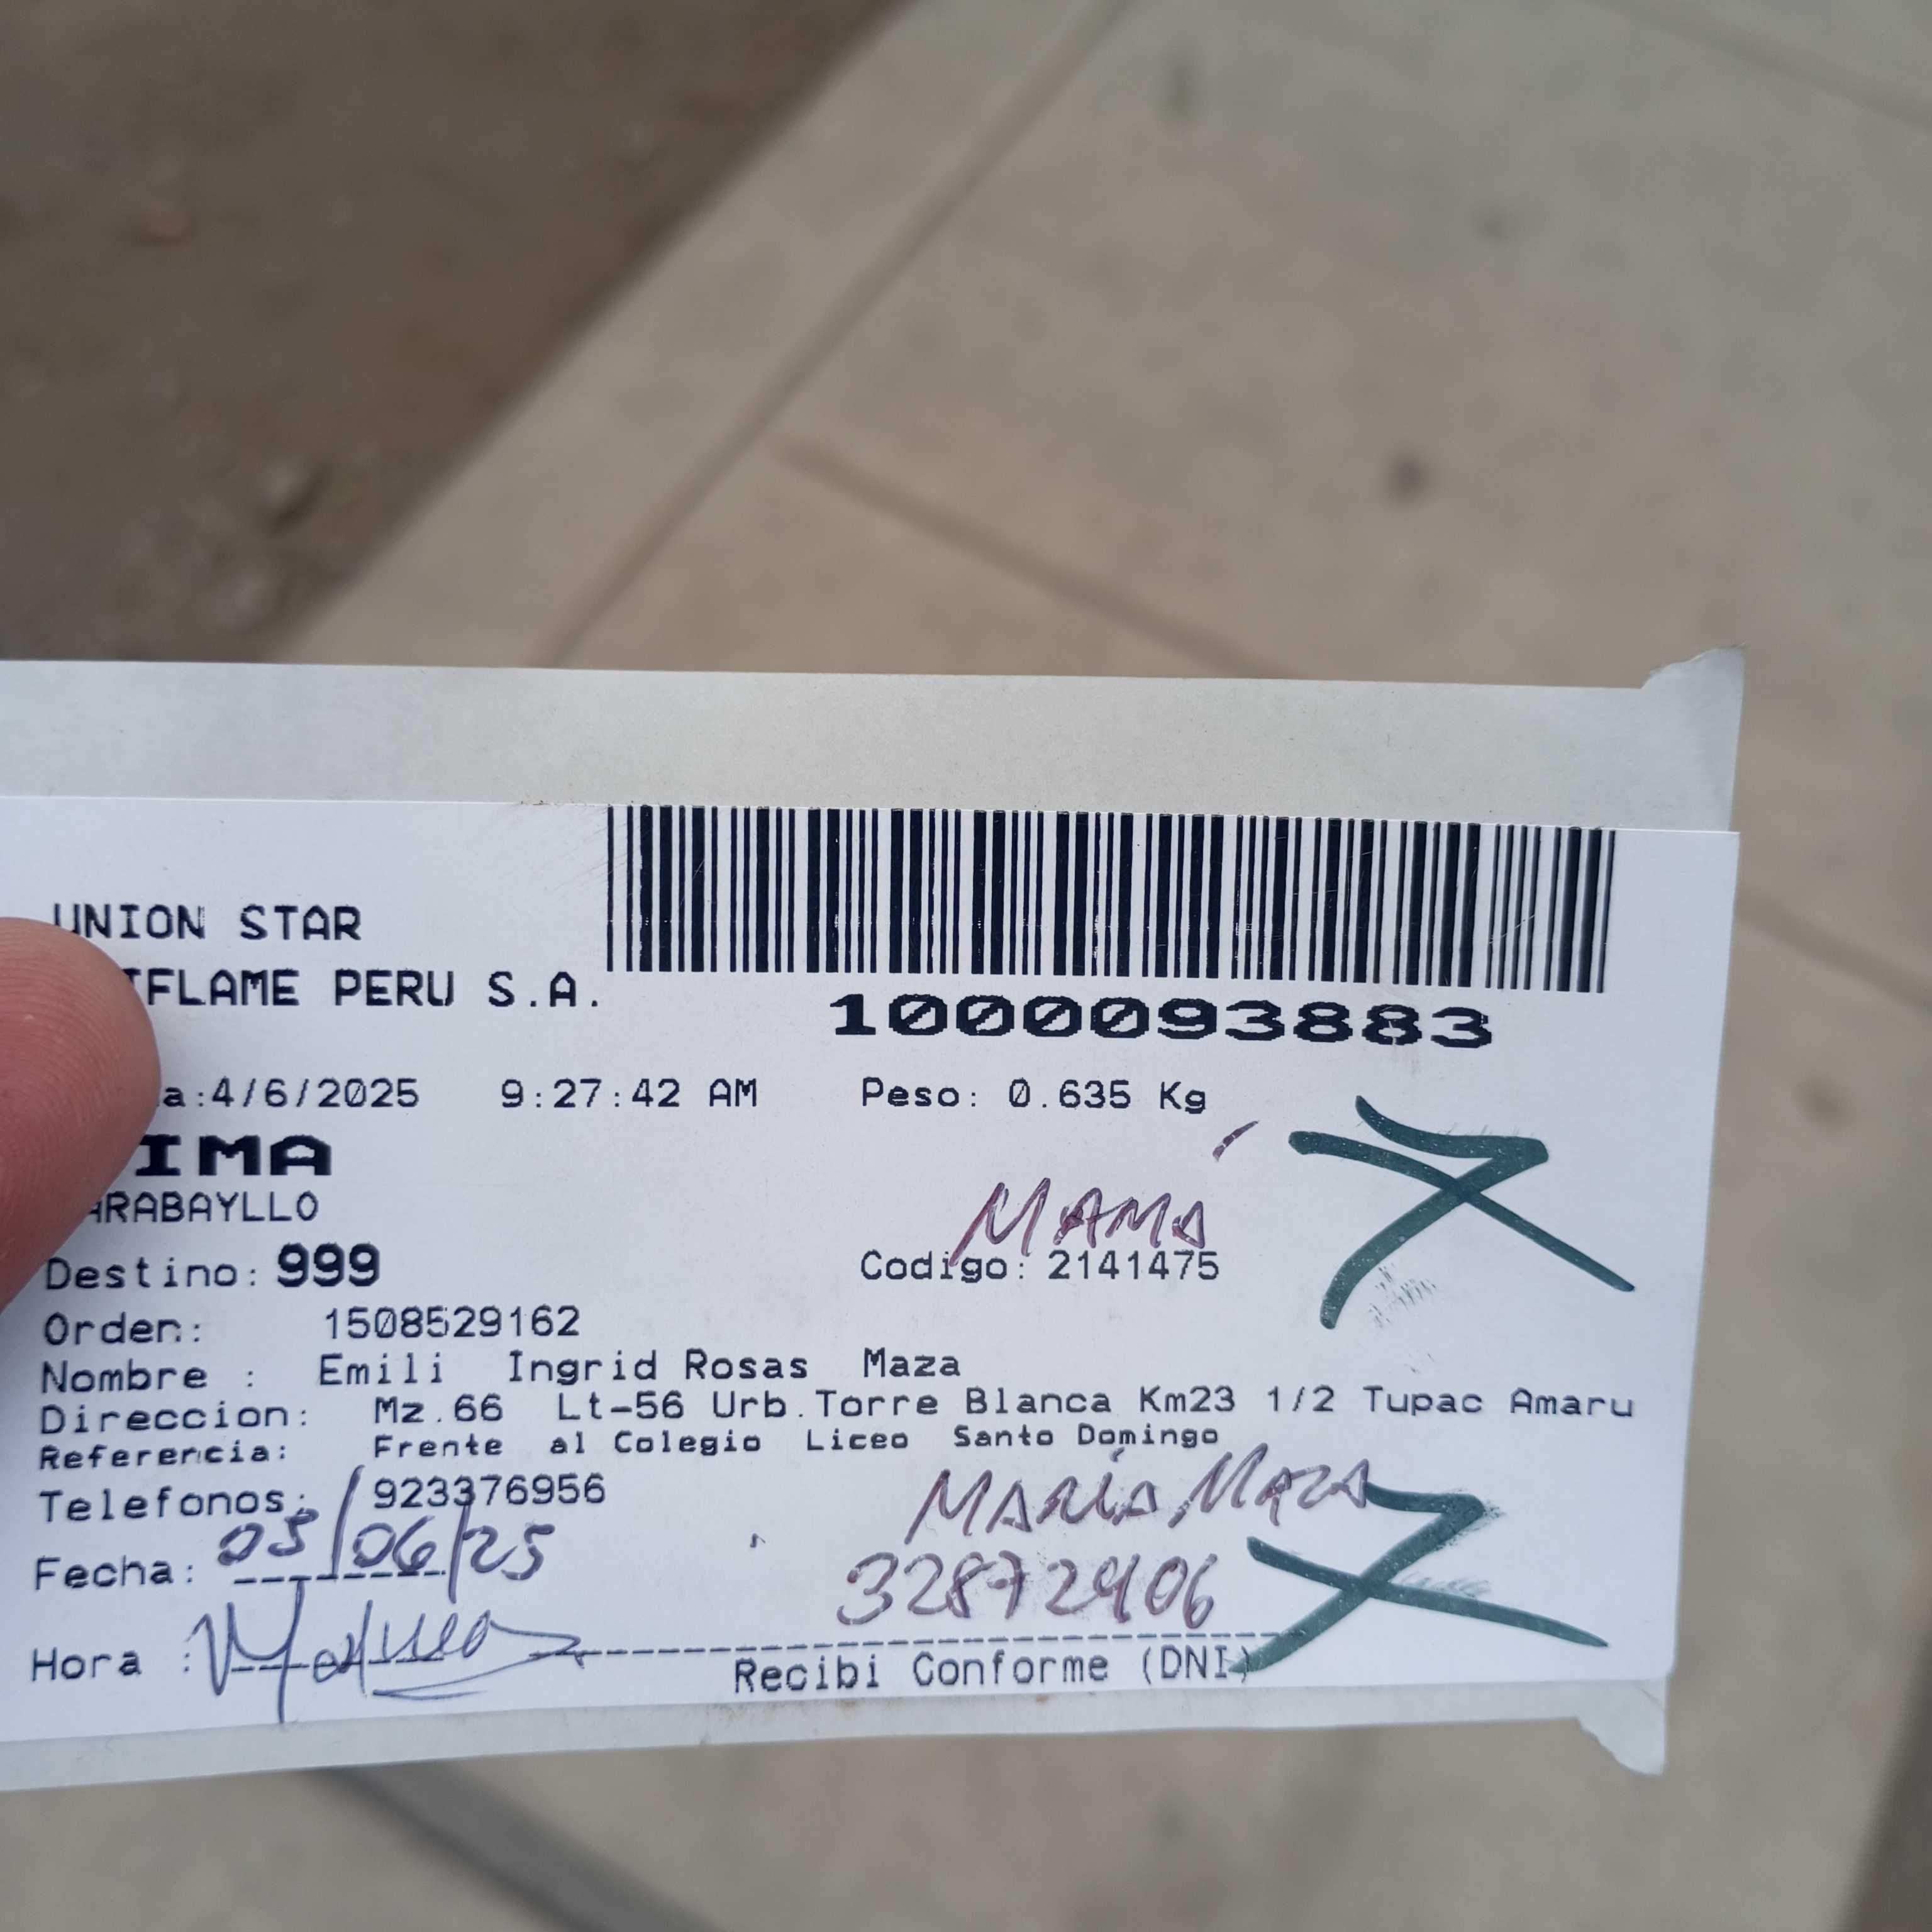 UNION STAR
IFLAME PERU S.A.
1000093883
a:4/6/2025 9:27:42 AM Peso: 0.635 Kg
IMA
ARABAYLLO
MAMÁ
Destino: 999 Codigo: 2141475
Orden: 1508529162
Nombre : Emili Ingrid Rosas Maza
Direccion: Mz.66 Lt-56 Urb.Torre Blanca Km23 1/2 Tupac Amaru
Referencia: Frente al Colegio Liceo Santo Domingo
Telefonos: 923376956
MARÍA MAZA
Fecha: 05/06/25 32872406
Hora :
Recibi Conforme (DNI)